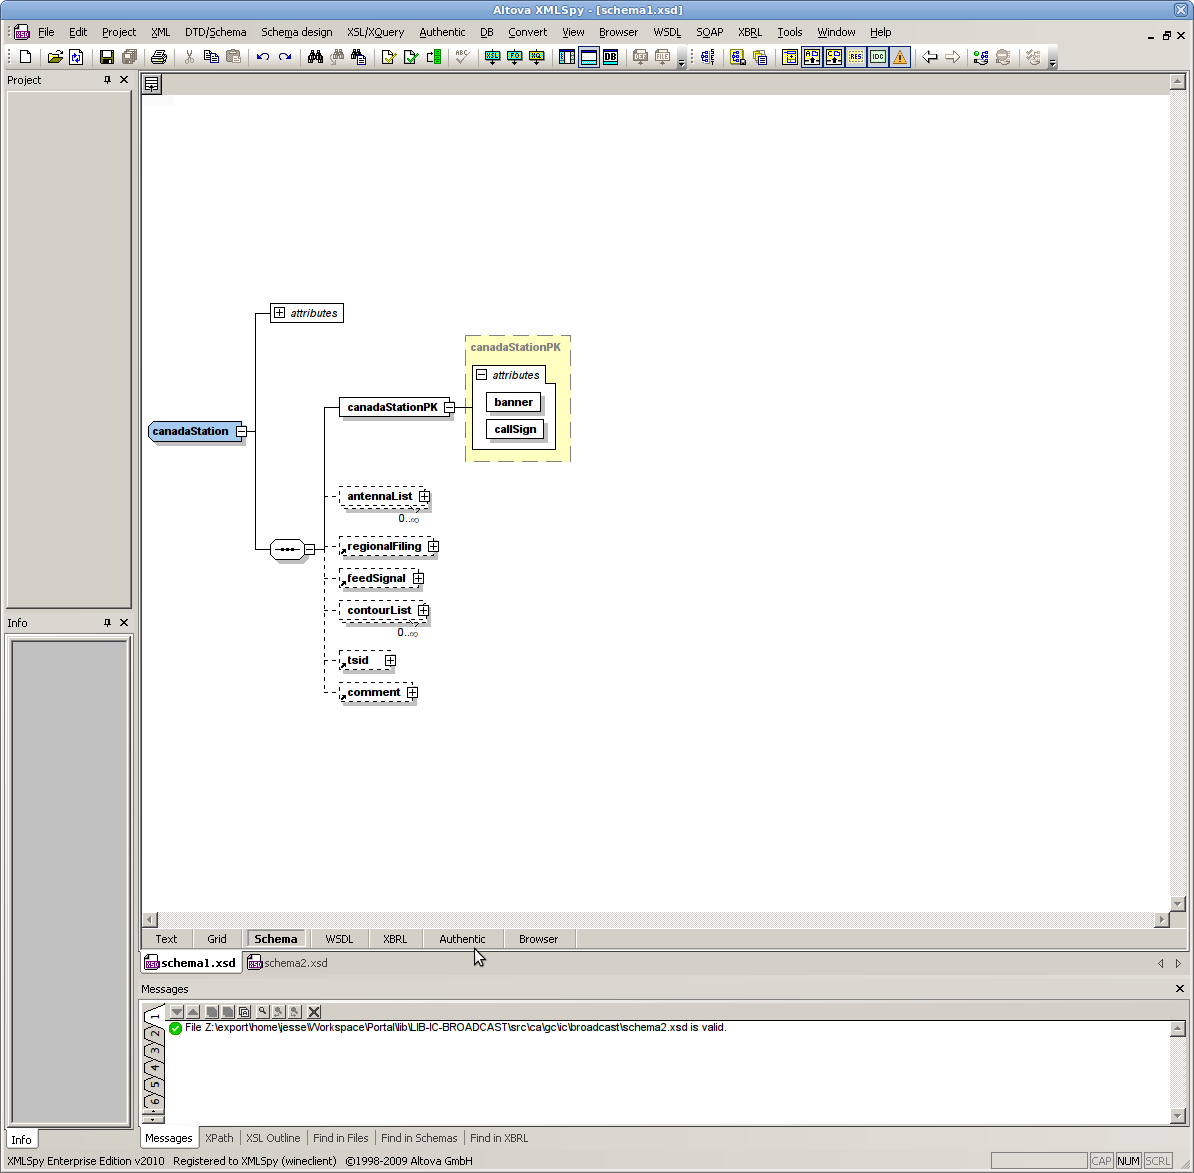 Altova XMLSpy - [schema1.xsd]
File Edit Project XML DTD/Schema Schema design XSL/XQuery Authentic DB Convert View Browser WSDL SOAP XBRL Tools Window Help
Project
attributes
canadaStationPK
attributes
banner
canadaStationPK
callSign
canadaStation
antennaList
0..∞
regionalFiling
feedSignal
contourList
0..∞
tsid
comment
Info
Text Grid Schema WSDL XBRL Authentic Browser
schema1.xsd schema2.xsd
Messages
1
File Z:\export\home\jesse\Workspace\Portal\lib\LIB-IC-BROADCAST\src\ca\gc\ic\broadcast\schema2.xsd is valid.
2
3
4
5
6
Messages XPath XSL Outline Find in Files Find in Schemas Find in XBRL
Info
XMLSpy Enterprise Edition v2010 Registered to XMLSpy (wineclient) ©1998-2009 Altova GmbH CAP NUM SCRL